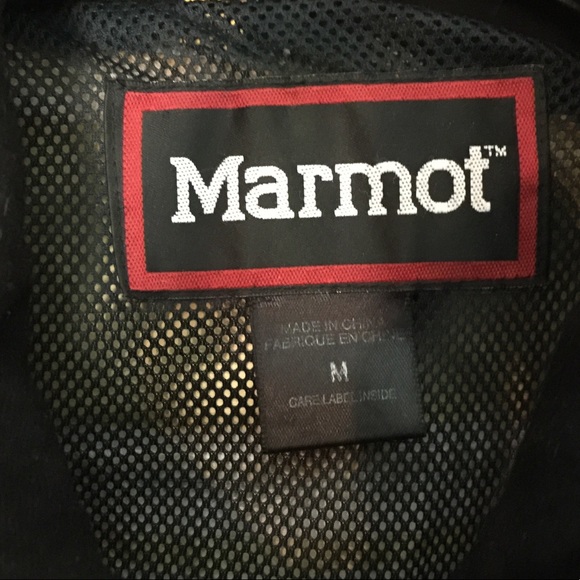 Marmot™
MADE IN CHINA
FABRIQUE EN CHINE
M
CARE LABEL INSIDE